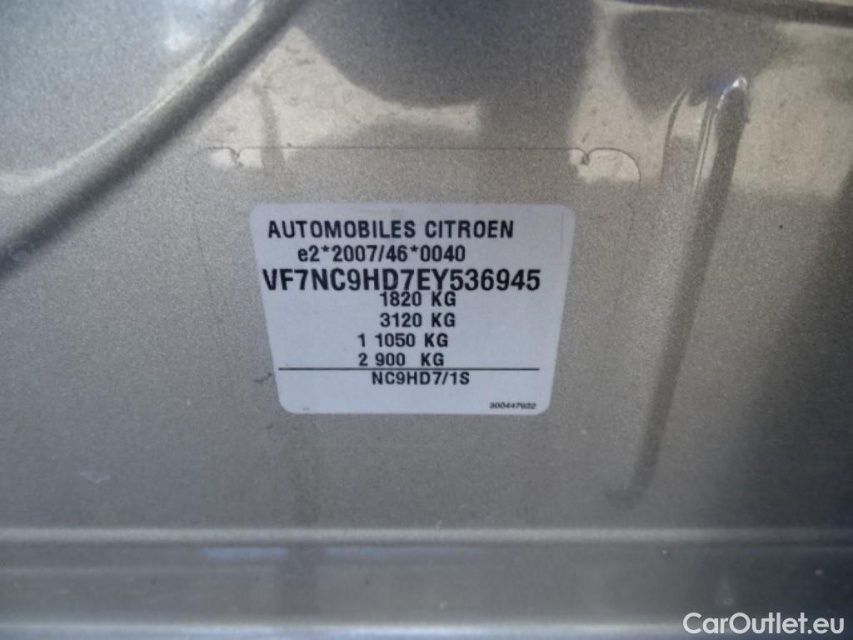 AUTOMOBILES CITROEN
e2*2007/46*0040
VF7NC9HD7EY536945
1820 KG
3120 KG
1 1050 KG
2 900 KG
NC9HD7/1S
CarOutlet.eu